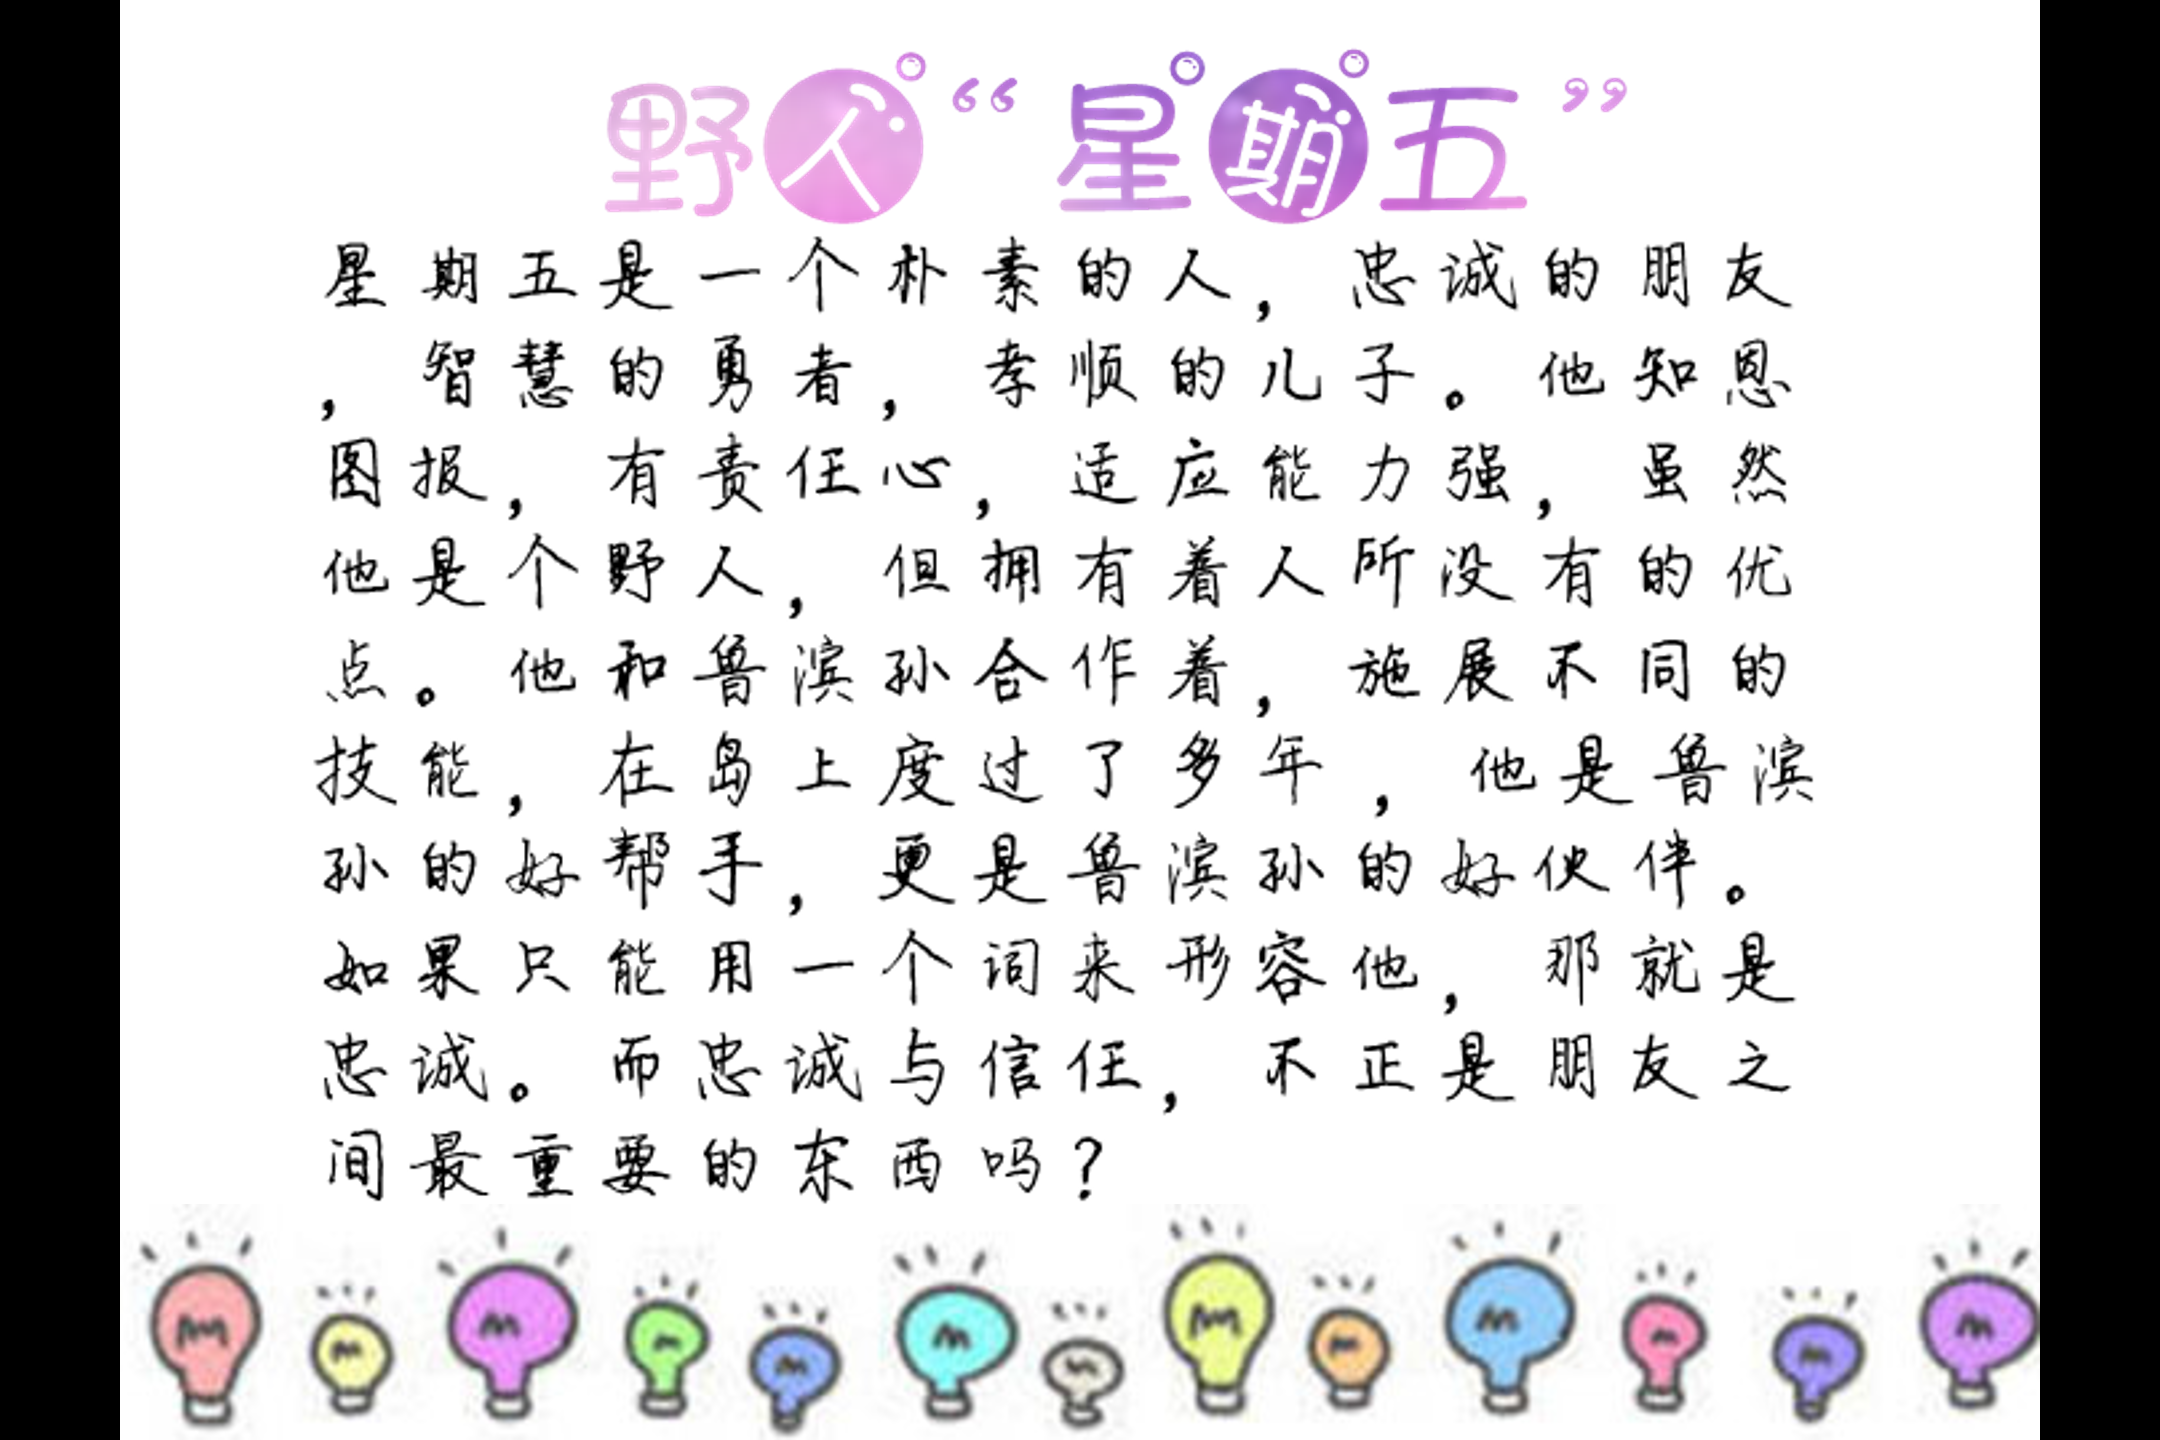 野人“星期五”
星期五是一个朴素的人，忠诚的朋友
，智慧的勇者，孝顺的儿子。他知恩
图报，有责任心，适应能力强，虽然
他是个野人，但拥有着人所没有的优
点。他和鲁滨孙合作着，施展不同的
技能，在岛上度过了多年，他是鲁滨
孙的好帮手，更是鲁滨孙的好伙伴。
如果只能用一个词来形容他，那就是
忠诚。而忠诚与信任，不正是朋友之
间最重要的东西吗？